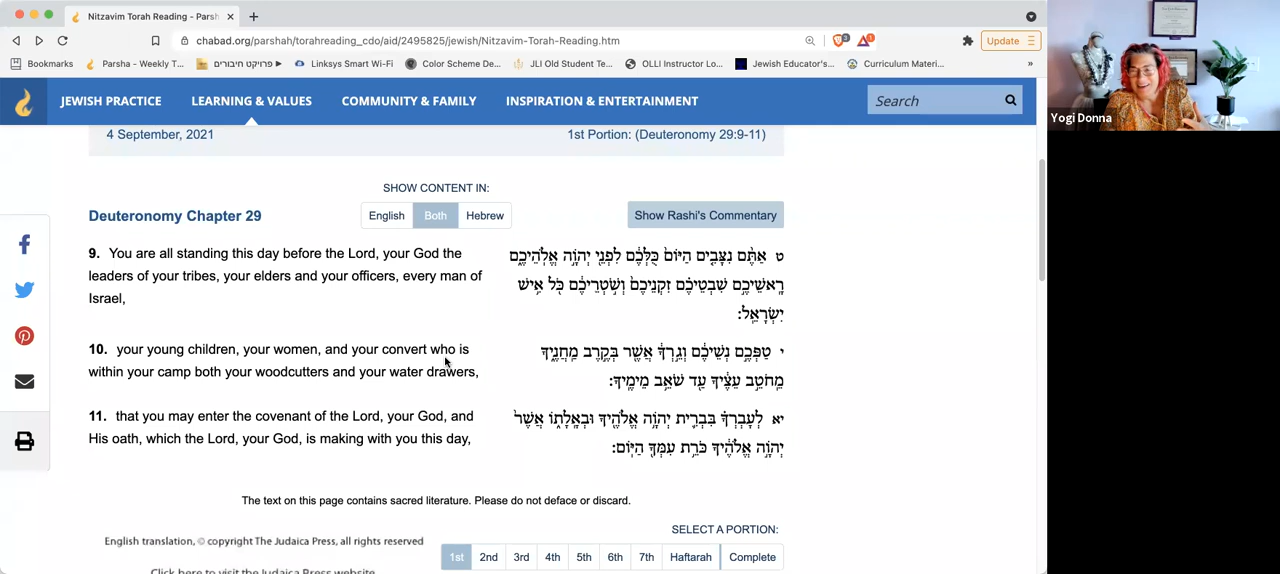 Nitzavim Torah Reading - Parsh
chabad.org/parshah/torahreading_cdo/aid/2495825/jewish/Nitzavim-Torah-Reading.htm
Update
Bookmarks
Parsha - Weekly T...
פרויקט חיבורים
Linksys Smart Wi-Fi
Color Scheme De...
JLI Old Student Te...
OLLI Instructor Lo...
Jewish Educator's...
Curriculum Materi...
JEWISH PRACTICE
LEARNING & VALUES
COMMUNITY & FAMILY
INSPIRATION & ENTERTAINMENT
Search
Yogi Donna
4 September, 2021
1st Portion: (Deuteronomy 29:9-11)
SHOW CONTENT IN:
Deuteronomy Chapter 29
English
Both
Hebrew
Show Rashi's Commentary
9. You are all standing this day before the Lord, your God the
leaders of your tribes, your elders and your officers, every man of
Israel,
ט אַתֶּ֨ם נִצָּבִ֤ים הַיּוֹם֙ כֻּלְּכֶ֔ם לִפְנֵ֖י יְהֹוָ֣ה אֱלֹֽהֵיכֶ֑ם
רָֽאשֵׁיכֶ֣ם שִׁבְטֵיכֶ֗ם זִקְנֵיכֶם֙ וְשֹׁ֣טְרֵיכֶ֔ם כֹּ֖ל אִ֥ישׁ
יִשְׂרָאֵֽל:
10. your young children, your women, and your convert who is
within your camp both your woodcutters and your water drawers,
י טַפְּכֶ֣ם נְשֵׁיכֶ֔ם וְגֵ֣רְךָ֔ אֲשֶׁ֖ר בְּקֶ֣רֶב מַֽחֲנֶ֑יךָ
מֵֽחֹטֵ֣ב עֵצֶ֔יךָ עַ֖ד שֹׁאֵ֥ב מֵימֶֽיךָ:
11. that you may enter the covenant of the Lord, your God, and
His oath, which the Lord, your God, is making with you this day,
יא לְעָבְרְךָ֗ בִּבְרִ֛ית יְהֹוָ֥ה אֱלֹהֶ֖יךָ וּבְאָֽלָת֑וֹ אֲשֶׁר֙
יְהֹוָ֣ה אֱלֹהֶ֔יךָ כֹּרֵ֥ת עִמְּךָ֖ הַיּֽוֹם:
The text on this page contains sacred literature. Please do not deface or discard.
SELECT A PORTION:
English translation, © copyright The Judaica Press, all rights reserved
1st
2nd
3rd
4th
5th
6th
7th
Haftarah
Complete
Click here to visit the Judaica Press website